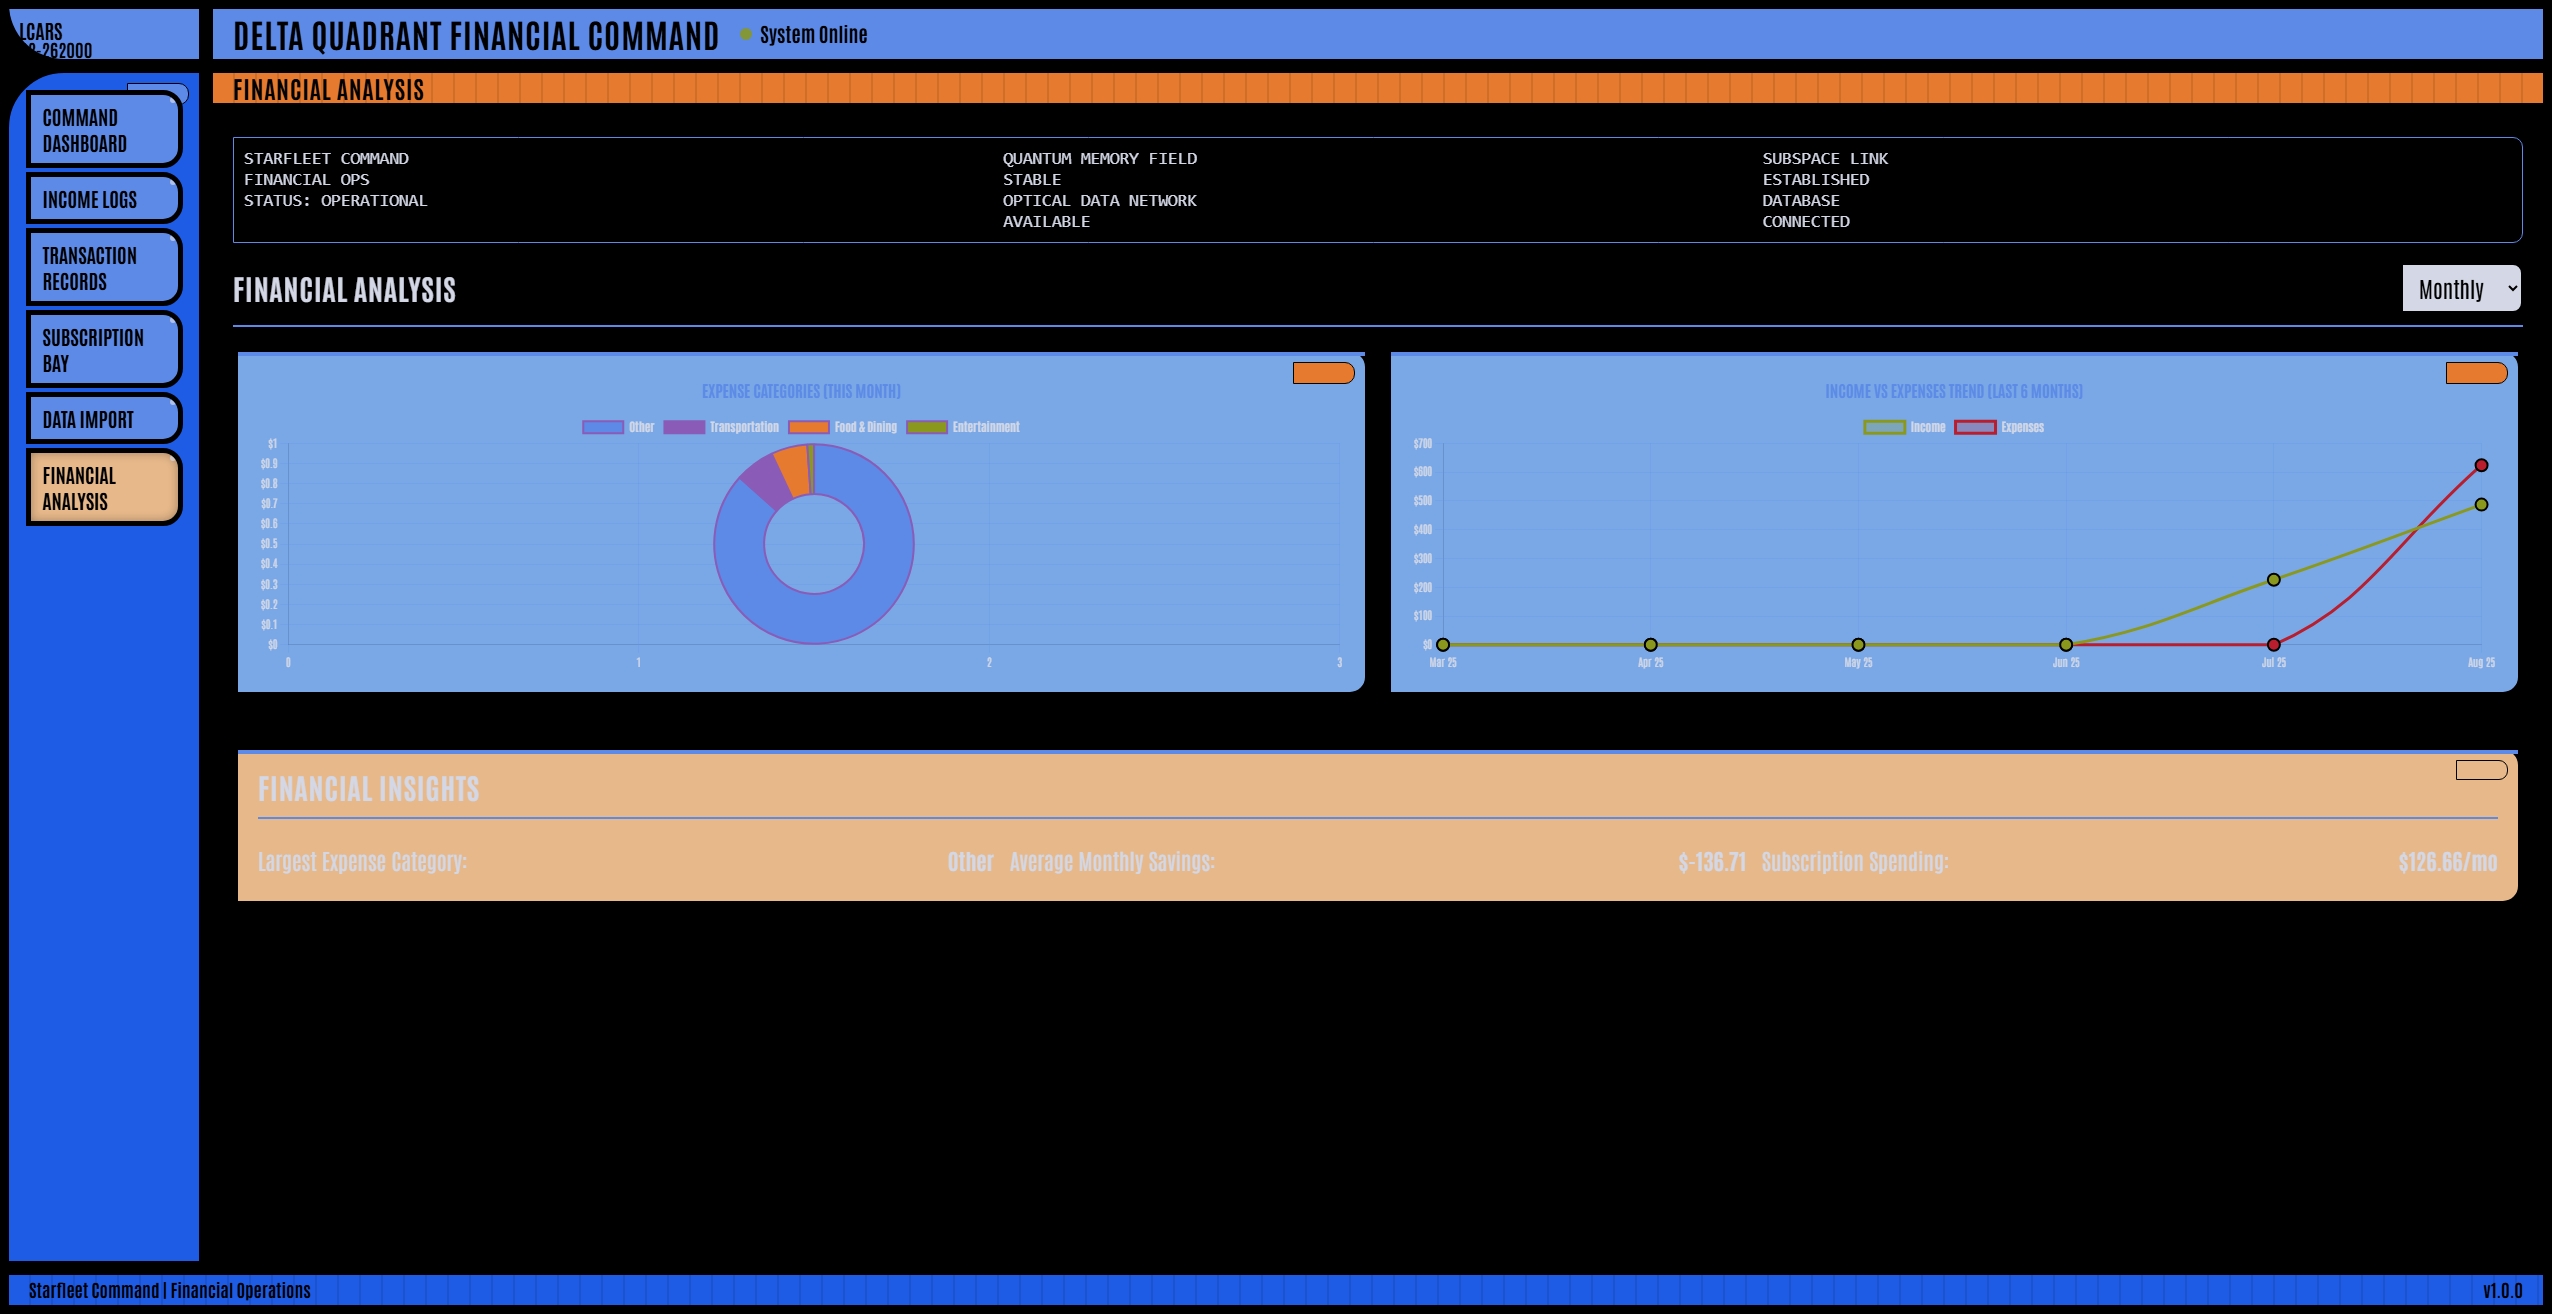 LCARS
-262000
DELTA QUADRANT FINANCIAL COMMAND
System Online
FINANCIAL ANALYSIS
COMMAND
DASHBOARD
INCOME LOGS
TRANSACTION
RECORDS
SUBSCRIPTION
BAY
DATA IMPORT
FINANCIAL
ANALYSIS
STARFLEET COMMAND
FINANCIAL OPS
STATUS: OPERATIONAL
QUANTUM MEMORY FIELD
STABLE
OPTICAL DATA NETWORK
AVAILABLE
SUBSPACE LINK
ESTABLISHED
DATABASE
CONNECTED
FINANCIAL ANALYSIS
Monthly
EXPENSE CATEGORIES (THIS MONTH)
Other Transportation Food & Dining Entertainment
$1
$0.9
$0.8
$0.7
$0.6
$0.5
$0.4
$0.3
$0.2
$0.1
$0
0 1 2 3
INCOME VS EXPENSES TREND (LAST 6 MONTHS)
Income Expenses
$700
$600
$500
$400
$300
$200
$100
$0
Mar 25 Apr 25 May 25 Jun 25 Jul 25 Aug 25
FINANCIAL INSIGHTS
Largest Expense Category: Other Average Monthly Savings: $-136.71 Subscription Spending: $126.66/mo
Starfleet Command | Financial Operations
v1.0.0